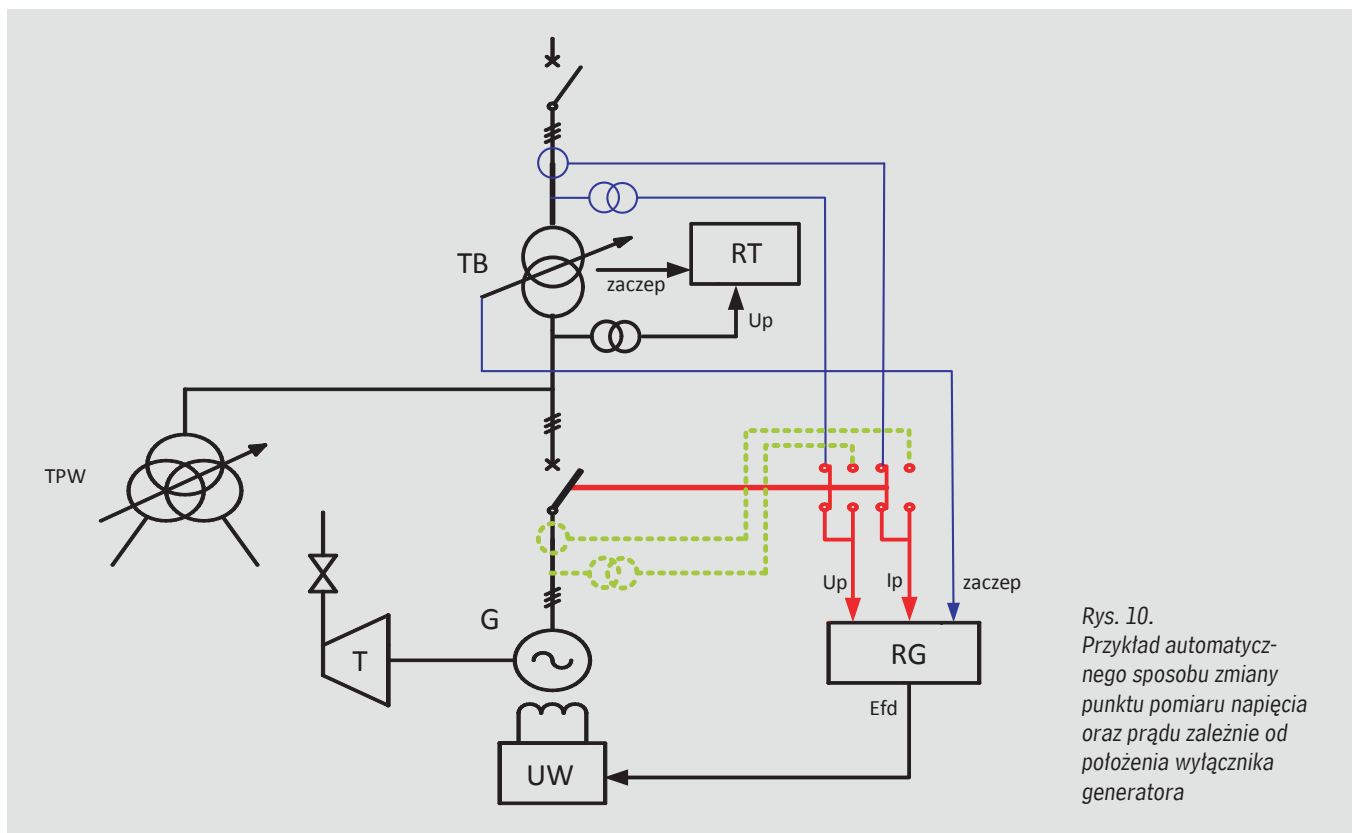 TB
RT
zaczep
Up
TPW
G
T
Up
Ip
zaczep
RG
Efd
UW
Rys. 10.
Przykład automatycz-
nego sposobu zmiany
punktu pomiaru napięcia
oraz prądu zależnie od
położenia wyłącznika
generatora